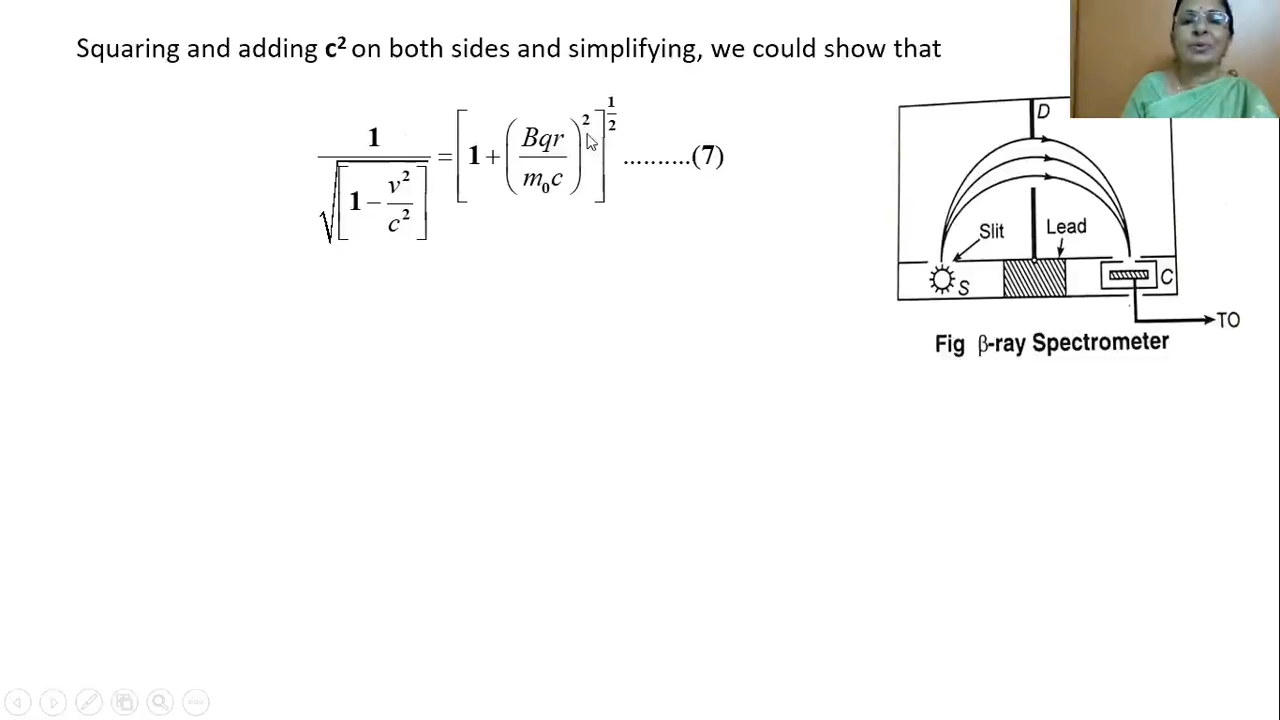 Squaring and adding c² on both sides and simplifying, we could show that
1/√[1 − v²/c²] = [1 + (Bqr/m₀c)²]^(1/2) ..........(7)
D
Slit
Lead
S
C
TO
Fig β-ray Spectrometer